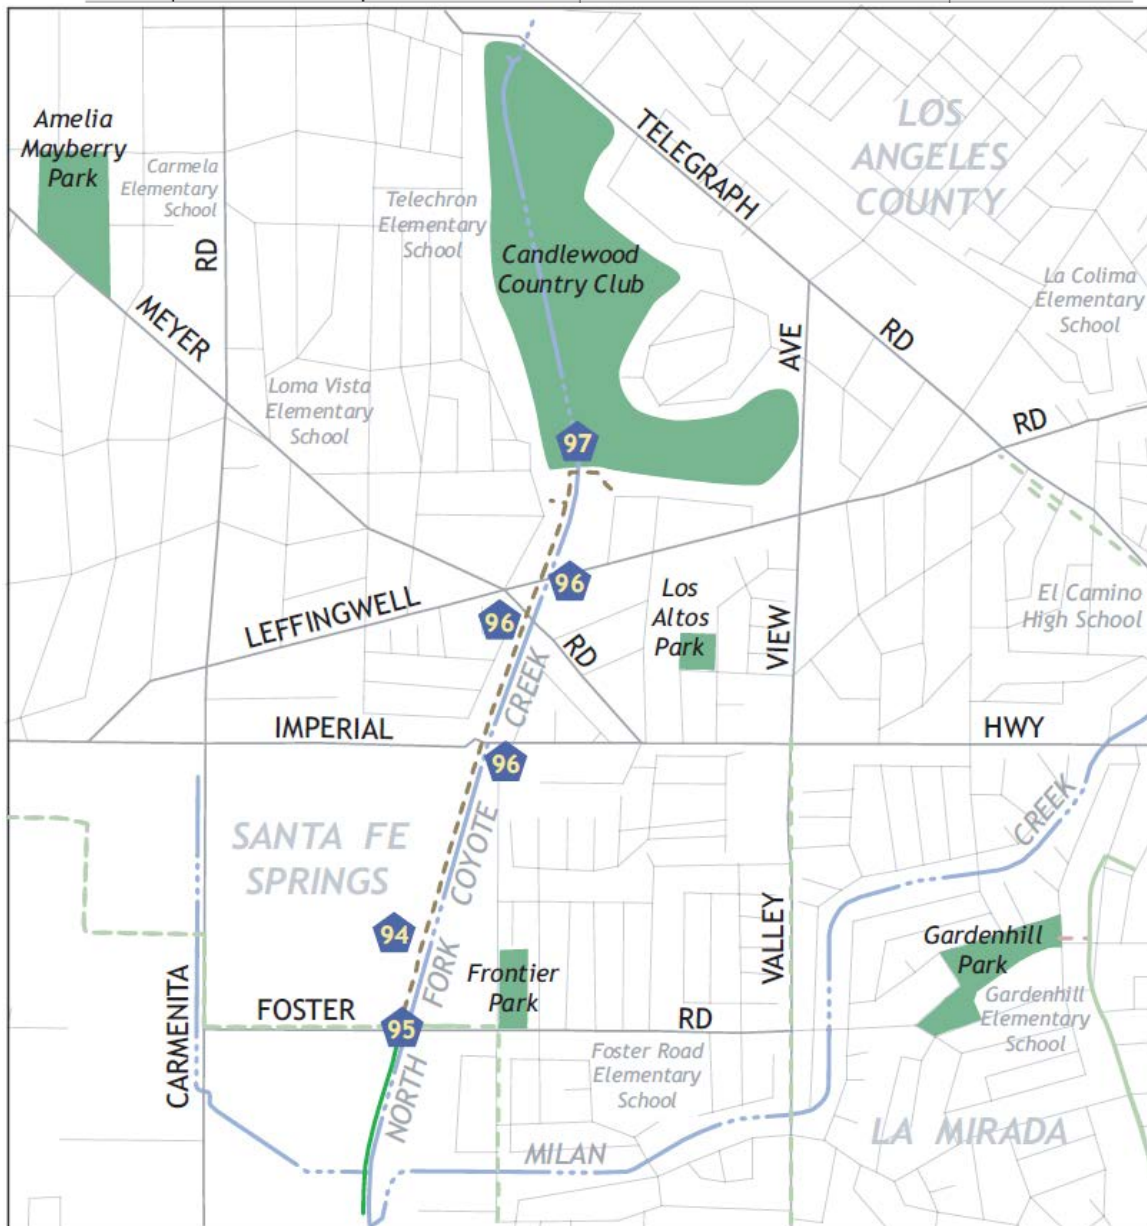 LOS
ANGELES
COUNTY
Amelia
Mayberry
Park
Carmela
Elementary
School
TELEGRAPH
RD
Telechron
Elementary
School
Candlewood
Country Club
RD
La Colima
Elementary
School
MEYER
AVE
Loma Vista
Elementary
School
RD
97
96
Los
Altos
Park
El Camino
High School
LEFFINGWELL
96
RD
VIEW
CREEK
IMPERIAL
HWY
96
CREEK
SANTA FE
SPRINGS
COYOTE
94
VALLEY
Gardenhill
Park
Frontier
Park
FORK
CARMENITA
FOSTER
RD
95
Gardenhill
Elementary
School
Foster Road
Elementary
School
NORTH
MILAN
LA MIRADA